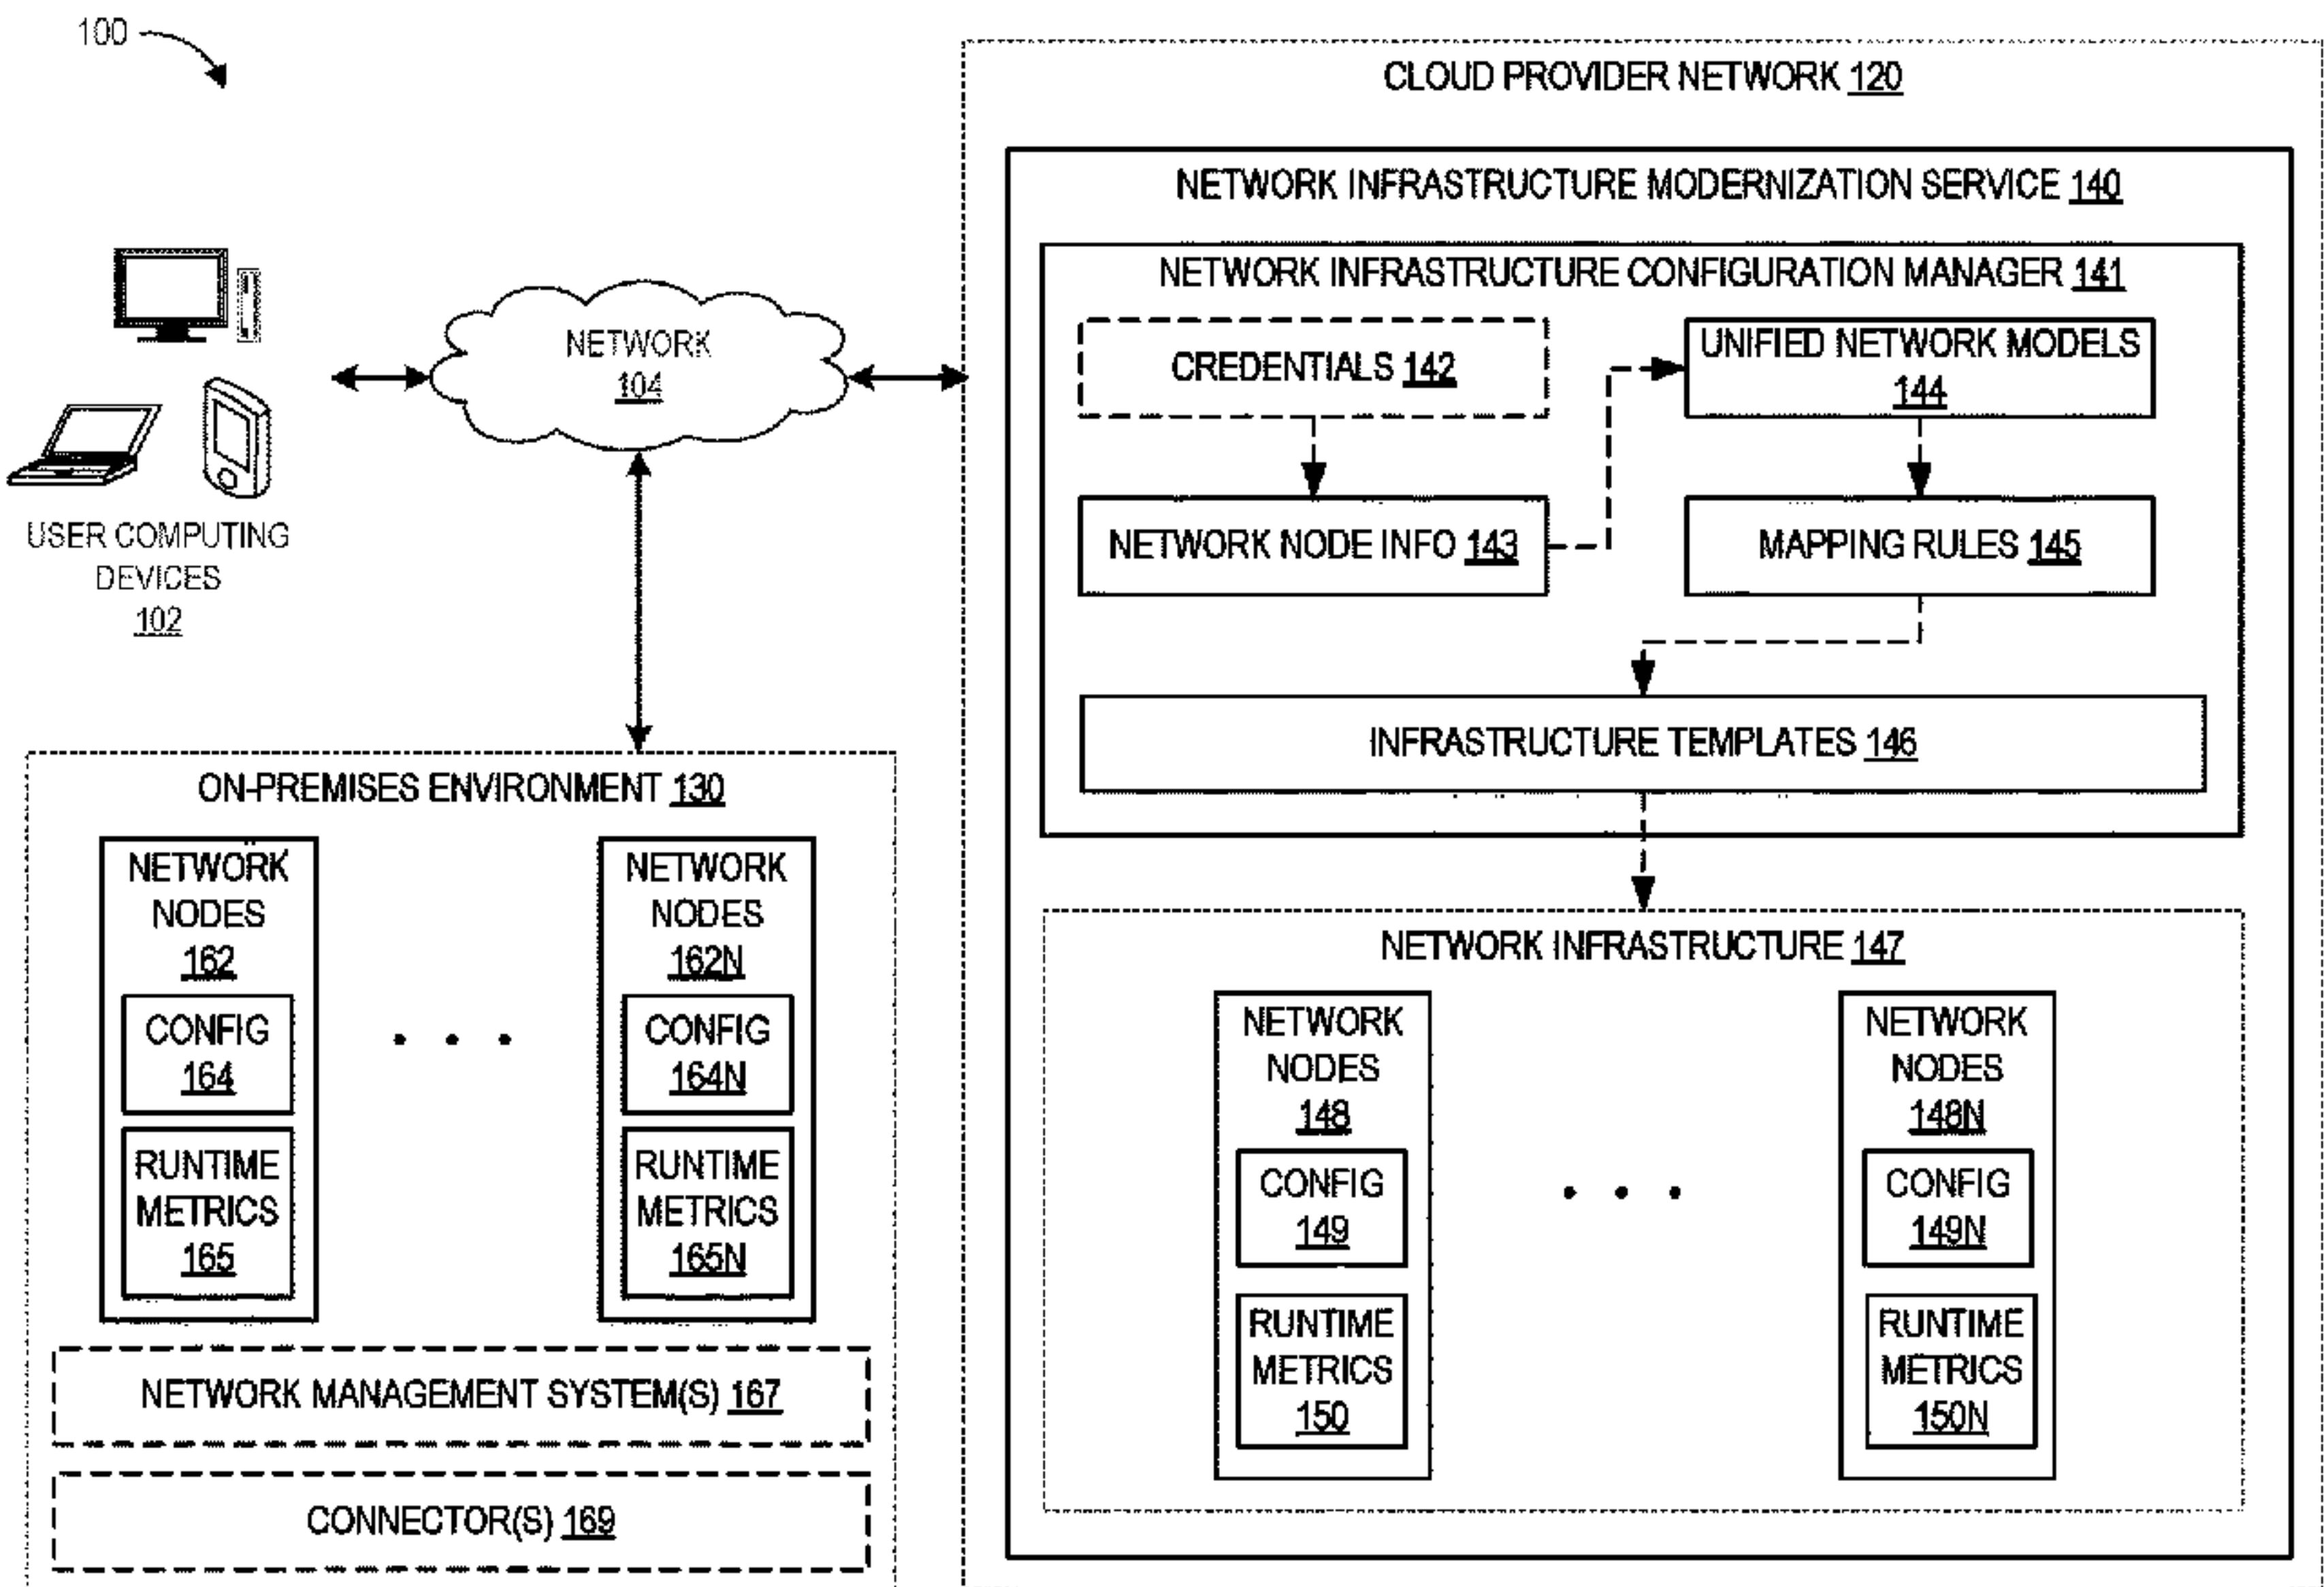 100
CLOUD PROVIDER NETWORK 120
NETWORK INFRASTRUCTURE MODERNIZATION SERVICE 140
NETWORK INFRASTRUCTURE CONFIGURATION MANAGER 141
CREDENTIALS 142
UNIFIED NETWORK MODELS
144
NETWORK NODE INFO 143
MAPPING RULES 145
INFRASTRUCTURE TEMPLATES 146
NETWORK
104
USER COMPUTING
DEVICES
102
ON-PREMISES ENVIRONMENT 130
NETWORK
NODES
162
CONFIG
164
RUNTIME
METRICS
165
NETWORK
NODES
162N
CONFIG
164N
RUNTIME
METRICS
165N
NETWORK MANAGEMENT SYSTEM(S) 167
CONNECTOR(S) 169
NETWORK INFRASTRUCTURE 147
NETWORK
NODES
148
CONFIG
149
RUNTIME
METRICS
150
NETWORK
NODES
148N
CONFIG
149N
RUNTIME
METRICS
150N